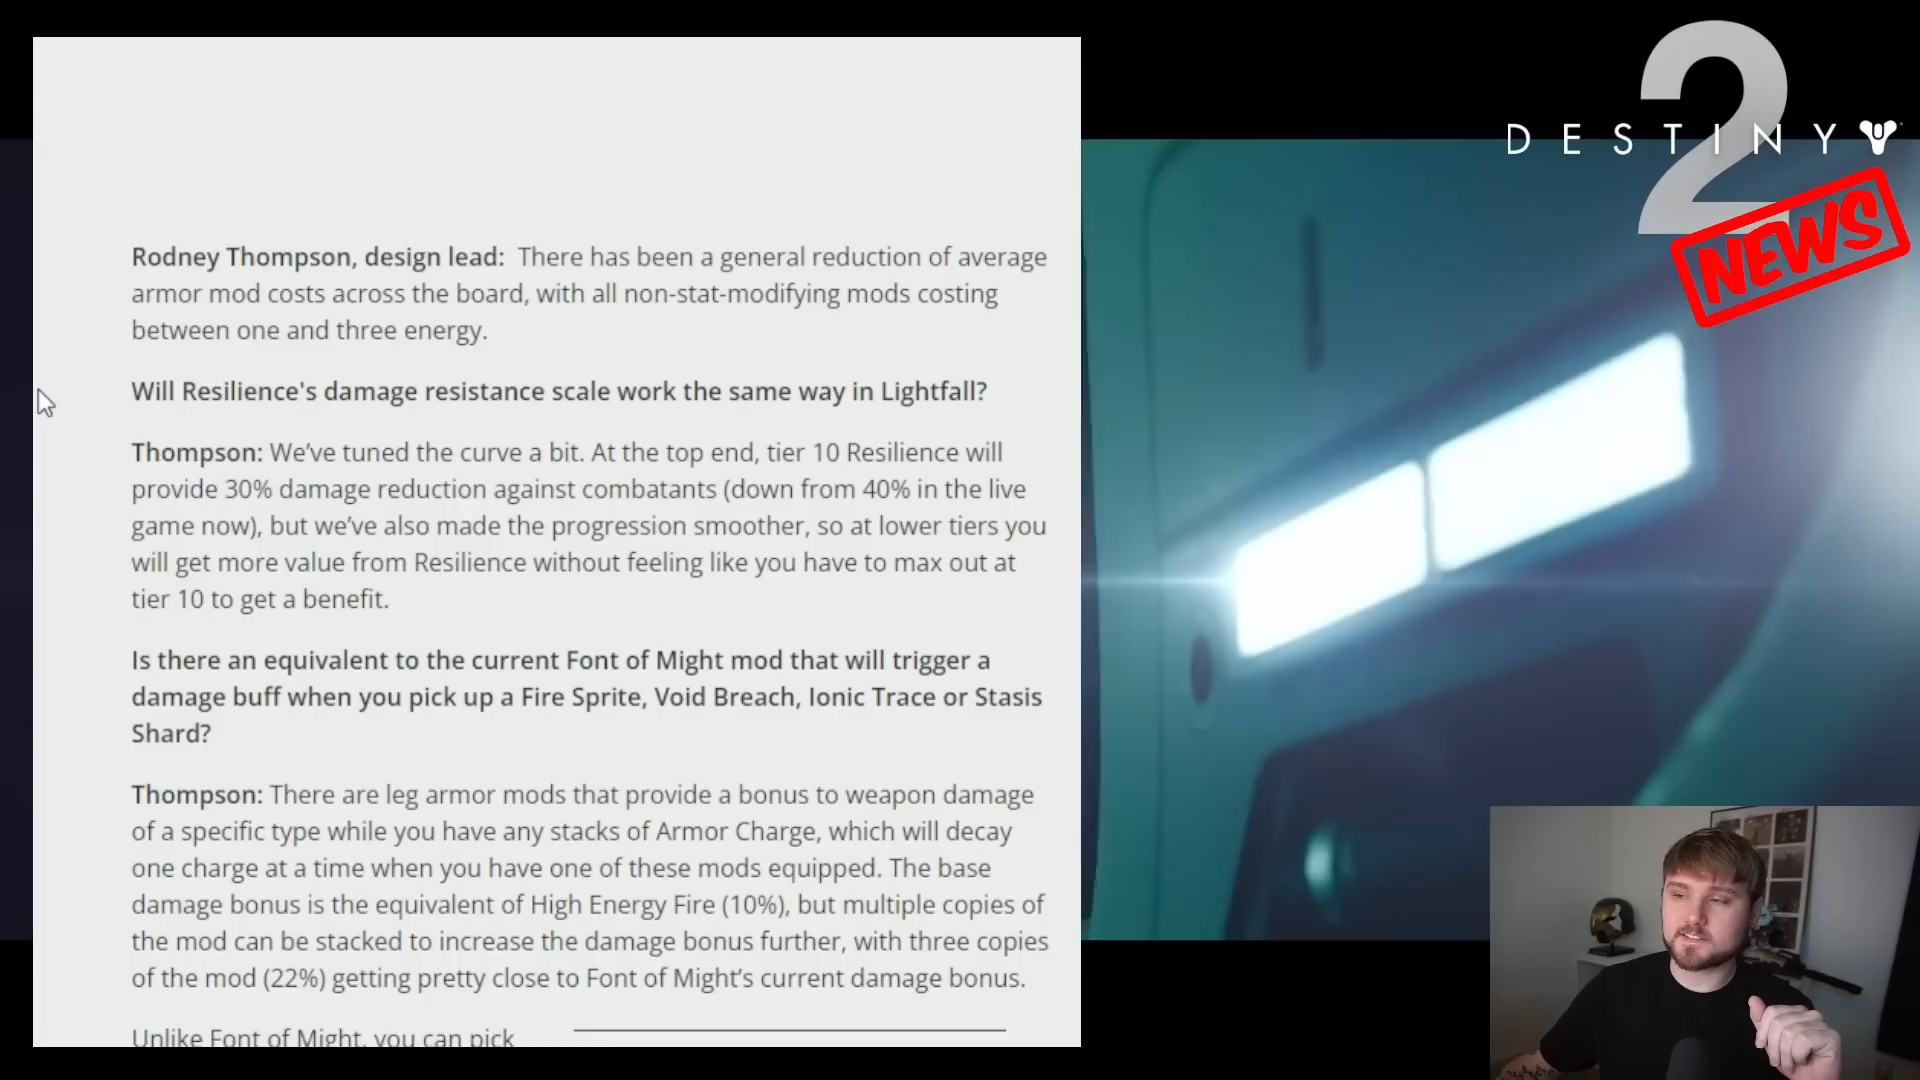 Rodney Thompson, design lead: There has been a general reduction of average
armor mod costs across the board, with all non-stat-modifying mods costing
between one and three energy.
Will Resilience's damage resistance scale work the same way in Lightfall?
Thompson: We've tuned the curve a bit. At the top end, tier 10 Resilience will
provide 30% damage reduction against combatants (down from 40% in the live
game now), but we've also made the progression smoother, so at lower tiers you
will get more value from Resilience without feeling like you have to max out at
tier 10 to get a benefit.
Is there an equivalent to the current Font of Might mod that will trigger a
damage buff when you pick up a Fire Sprite, Void Breach, Ionic Trace or Stasis
Shard?
Thompson: There are leg armor mods that provide a bonus to weapon damage
of a specific type while you have any stacks of Armor Charge, which will decay
one charge at a time when you have one of these mods equipped. The base
damage bonus is the equivalent of High Energy Fire (10%), but multiple copies of
the mod can be stacked to increase the damage bonus further, with three copies
of the mod (22%) getting pretty close to Font of Might's current damage bonus.
Unlike Font of Might, you can pick
2
DESTINY
NEWS